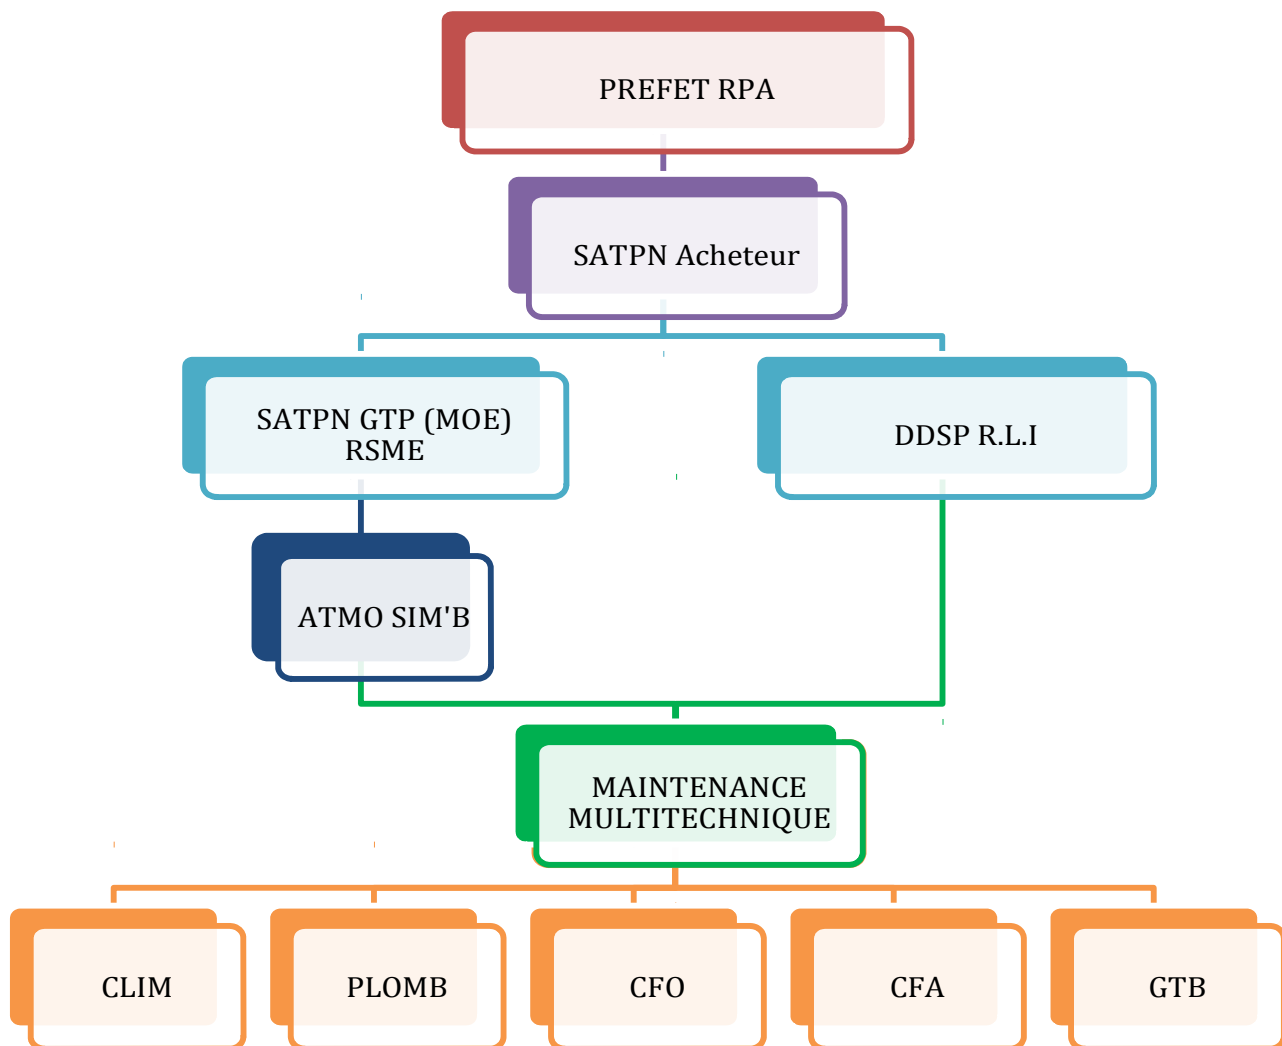 PREFET RPA
SATPN Acheteur
SATPN GTP (MOE)
RSME
DDSP R.L.I
ATMO SIM'B
MAINTENANCE
MULTITECHNIQUE
CLIM
PLOMB
CFO
CFA
GTB